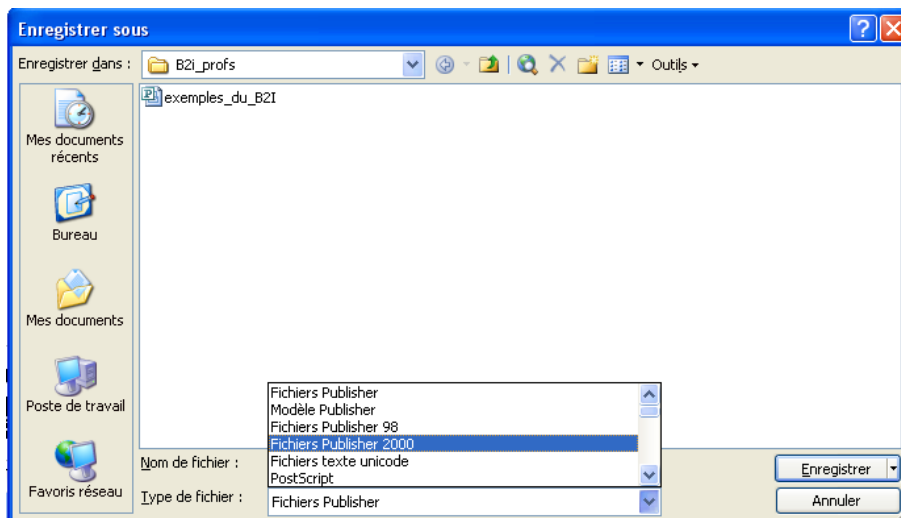 Enregistrer sous
Enregistrer dans :
B2i_profs
Outils
exemples_du_B2I
Mes documents
récents
Bureau
Mes documents
Poste de travail
Favoris réseau
Fichiers Publisher
Modèle Publisher
Fichiers Publisher 98
Fichiers Publisher 2000
Fichiers texte unicode
PostScript
Nom de fichier :
Enregistrer
Type de fichier :
Fichiers Publisher
Annuler